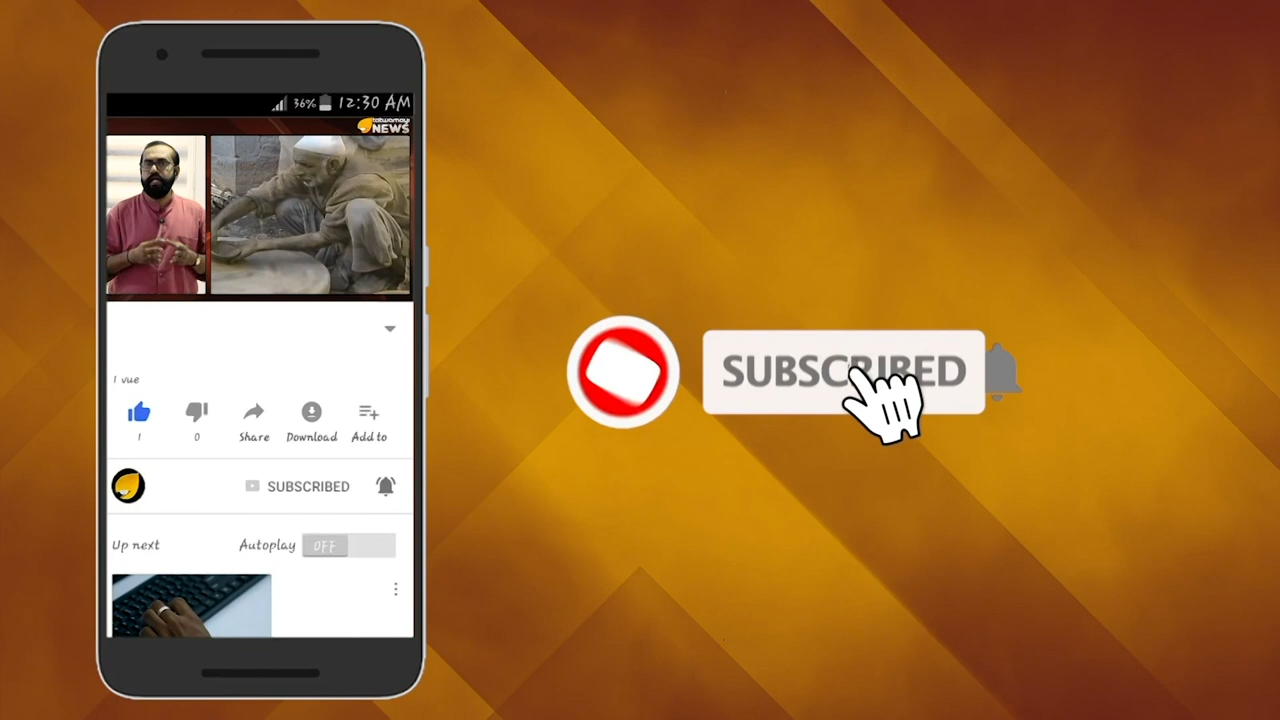 36% 12:30 AM
tatwamayi
NEWS
1 vue
1
0
Share
Download
Add to
SUBSCRIBED
Up next
Autoplay
OFF
SUBSCRIBED